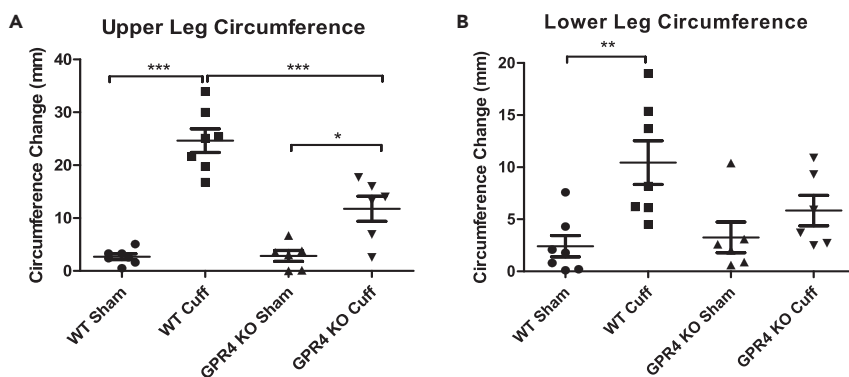 A
Upper Leg Circumference
Circumference Change (mm)
40
30
20
10
0
***
***
*
WT Sham
WT Cuff
GPR4 KO Sham
GPR4 KO Cuff
B
Lower Leg Circumference
Circumference Change (mm)
20
15
10
5
0
**
WT Sham
WT Cuff
GPR4 KO Sham
GPR4 KO Cuff